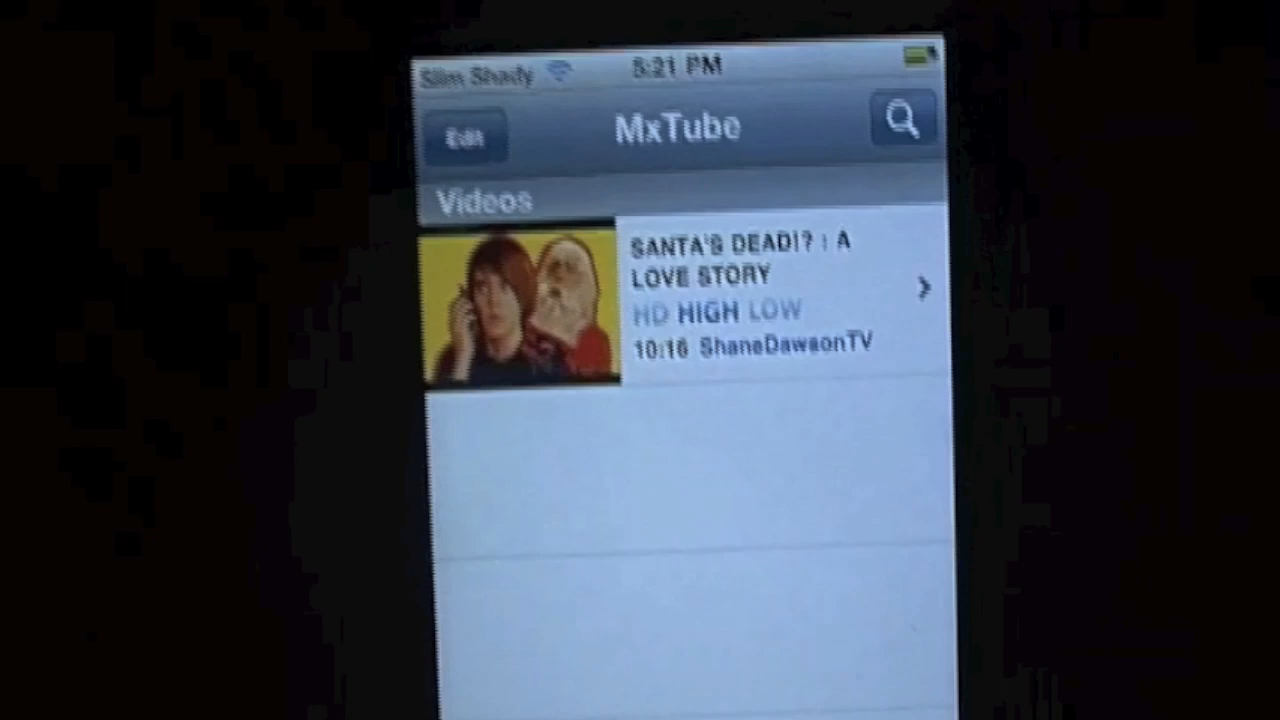 Slim Shady 5:21 PM
Edit MxTube
Videos
SANTA'S DEAD!? : A
LOVE STORY
HD HIGH LOW
10:16 ShaneDawsonTV